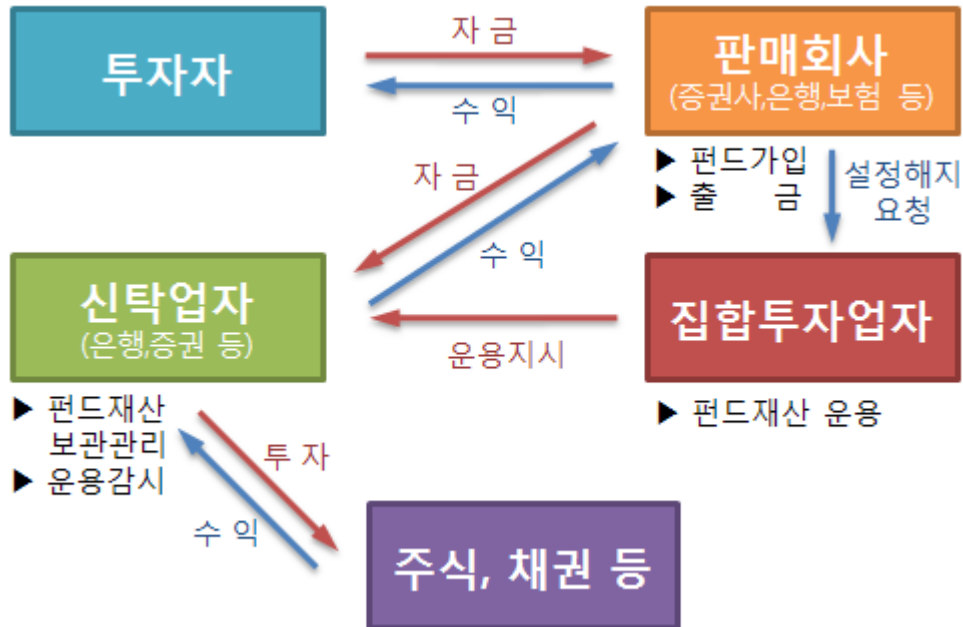 투자자
자 금
수 익
판매회사
(증권사,은행,보험 등)
▶ 펀드가입
▶ 출 금
설정해지
요청
자 금
수 익
신탁업자
(은행,증권 등)
운용지시
집합투자업자
▶ 펀드재산
보관관리
▶ 운용감시
▶ 펀드재산 운용
투 자
수 익
주식, 채권 등